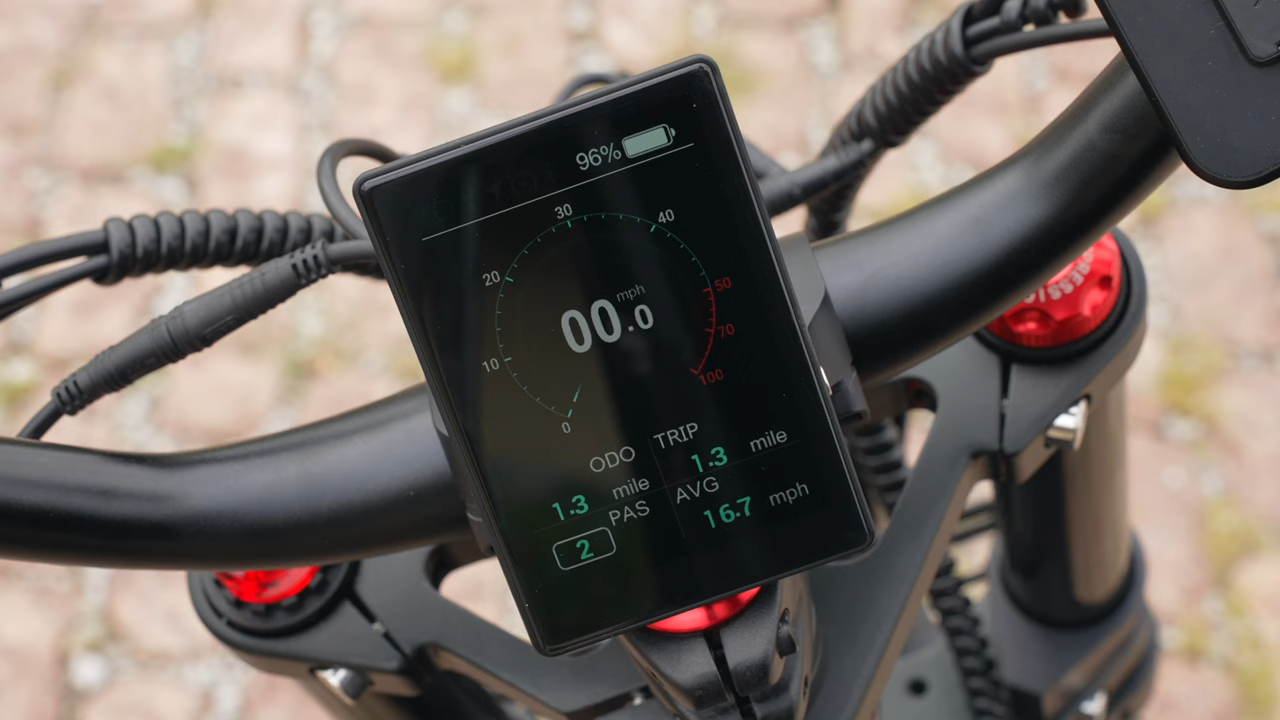 96%
30
40
20
50
mph
00.0
70
10
100
0
ODO
TRIP
1.3 mile
1.3 mile
PAS
AVG
2
16.7 mph